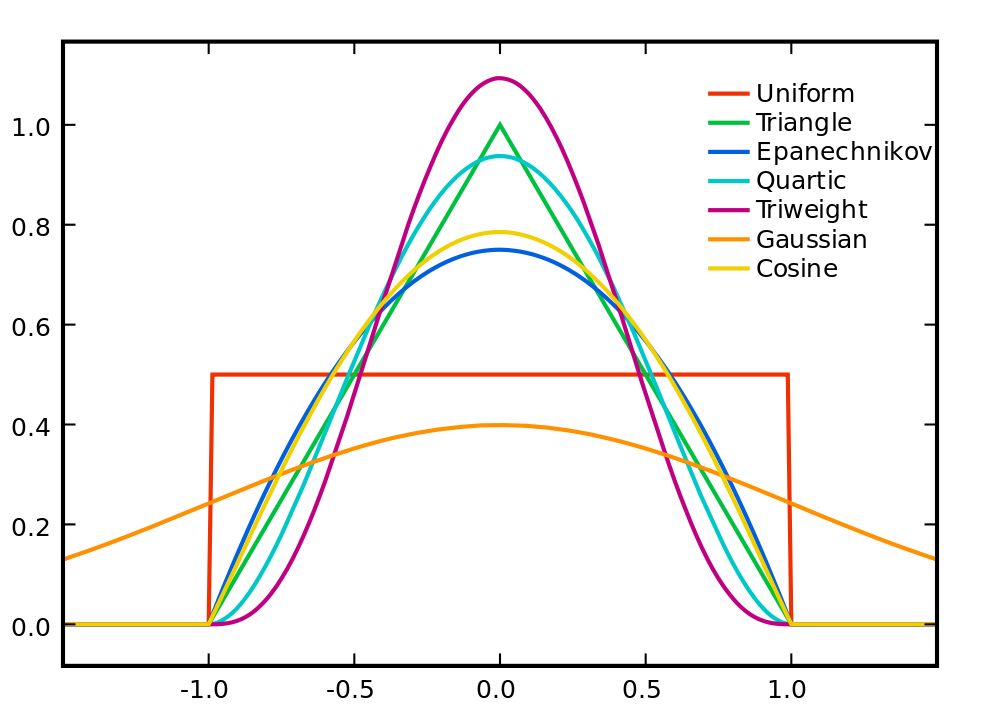 Uniform
Triangle
Epanechnikov
Quartic
Triweight
Gaussian
Cosine
1.0
0.8
0.6
0.4
0.2
0.0
-1.0 -0.5 0.0 0.5 1.0